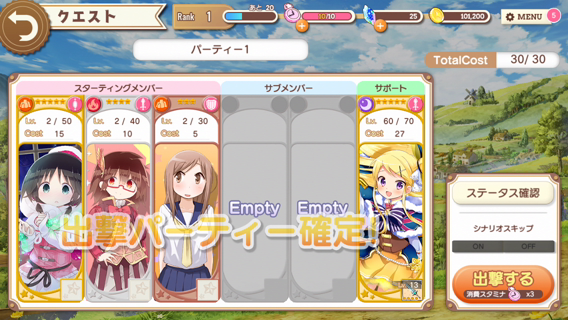 クエスト
Rank 1
あと 20
10/10
25
101,200
MENU 5
パーティー1
TotalCost 30/30
スターティングメンバー
サブメンバー
サポート
Lv. 2 / 50
Cost 15
Lv. 2 / 40
Cost 10
Lv. 2 / 30
Cost 5
Empty
Empty
Lv. 60 / 70
Cost 27
Lv. 13
出撃パーティー確定!
ステータス確認
シナリオスキップ
ON OFF
出撃する
消費スタミナ x3